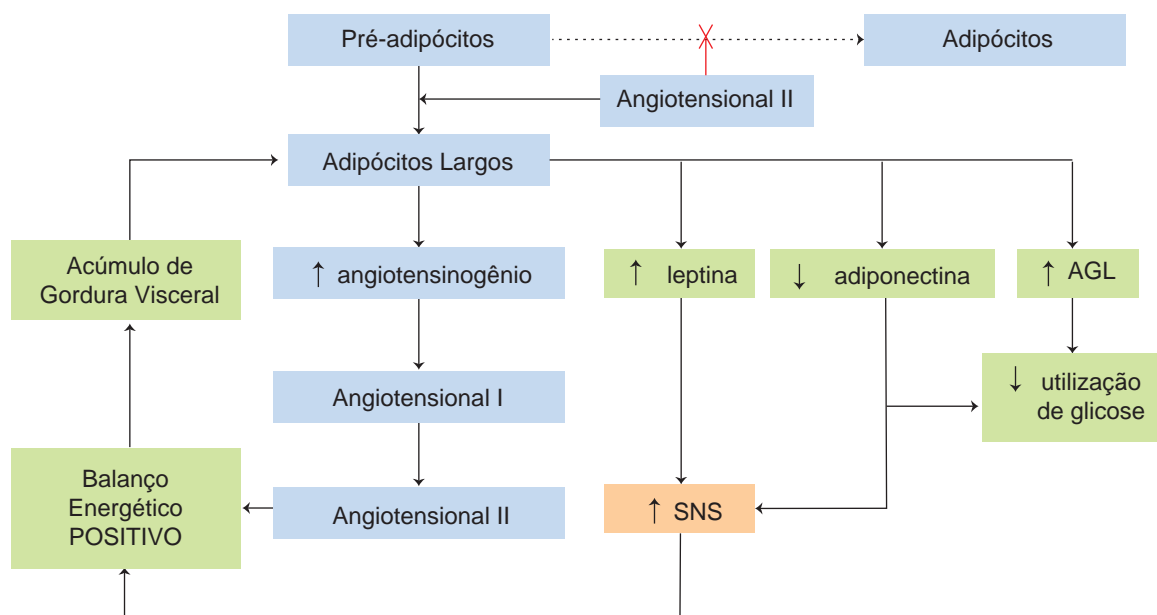 Pré-adipócitos
Adipócitos
Angiotensional II
Adipócitos Largos
Acúmulo de
Gordura Visceral
↑ angiotensinogênio
↑ leptina
↓ adiponectina
↑ AGL
Angiotensional I
↓ utilização
de glicose
Balanço
Energético
POSITIVO
Angiotensional II
↑ SNS